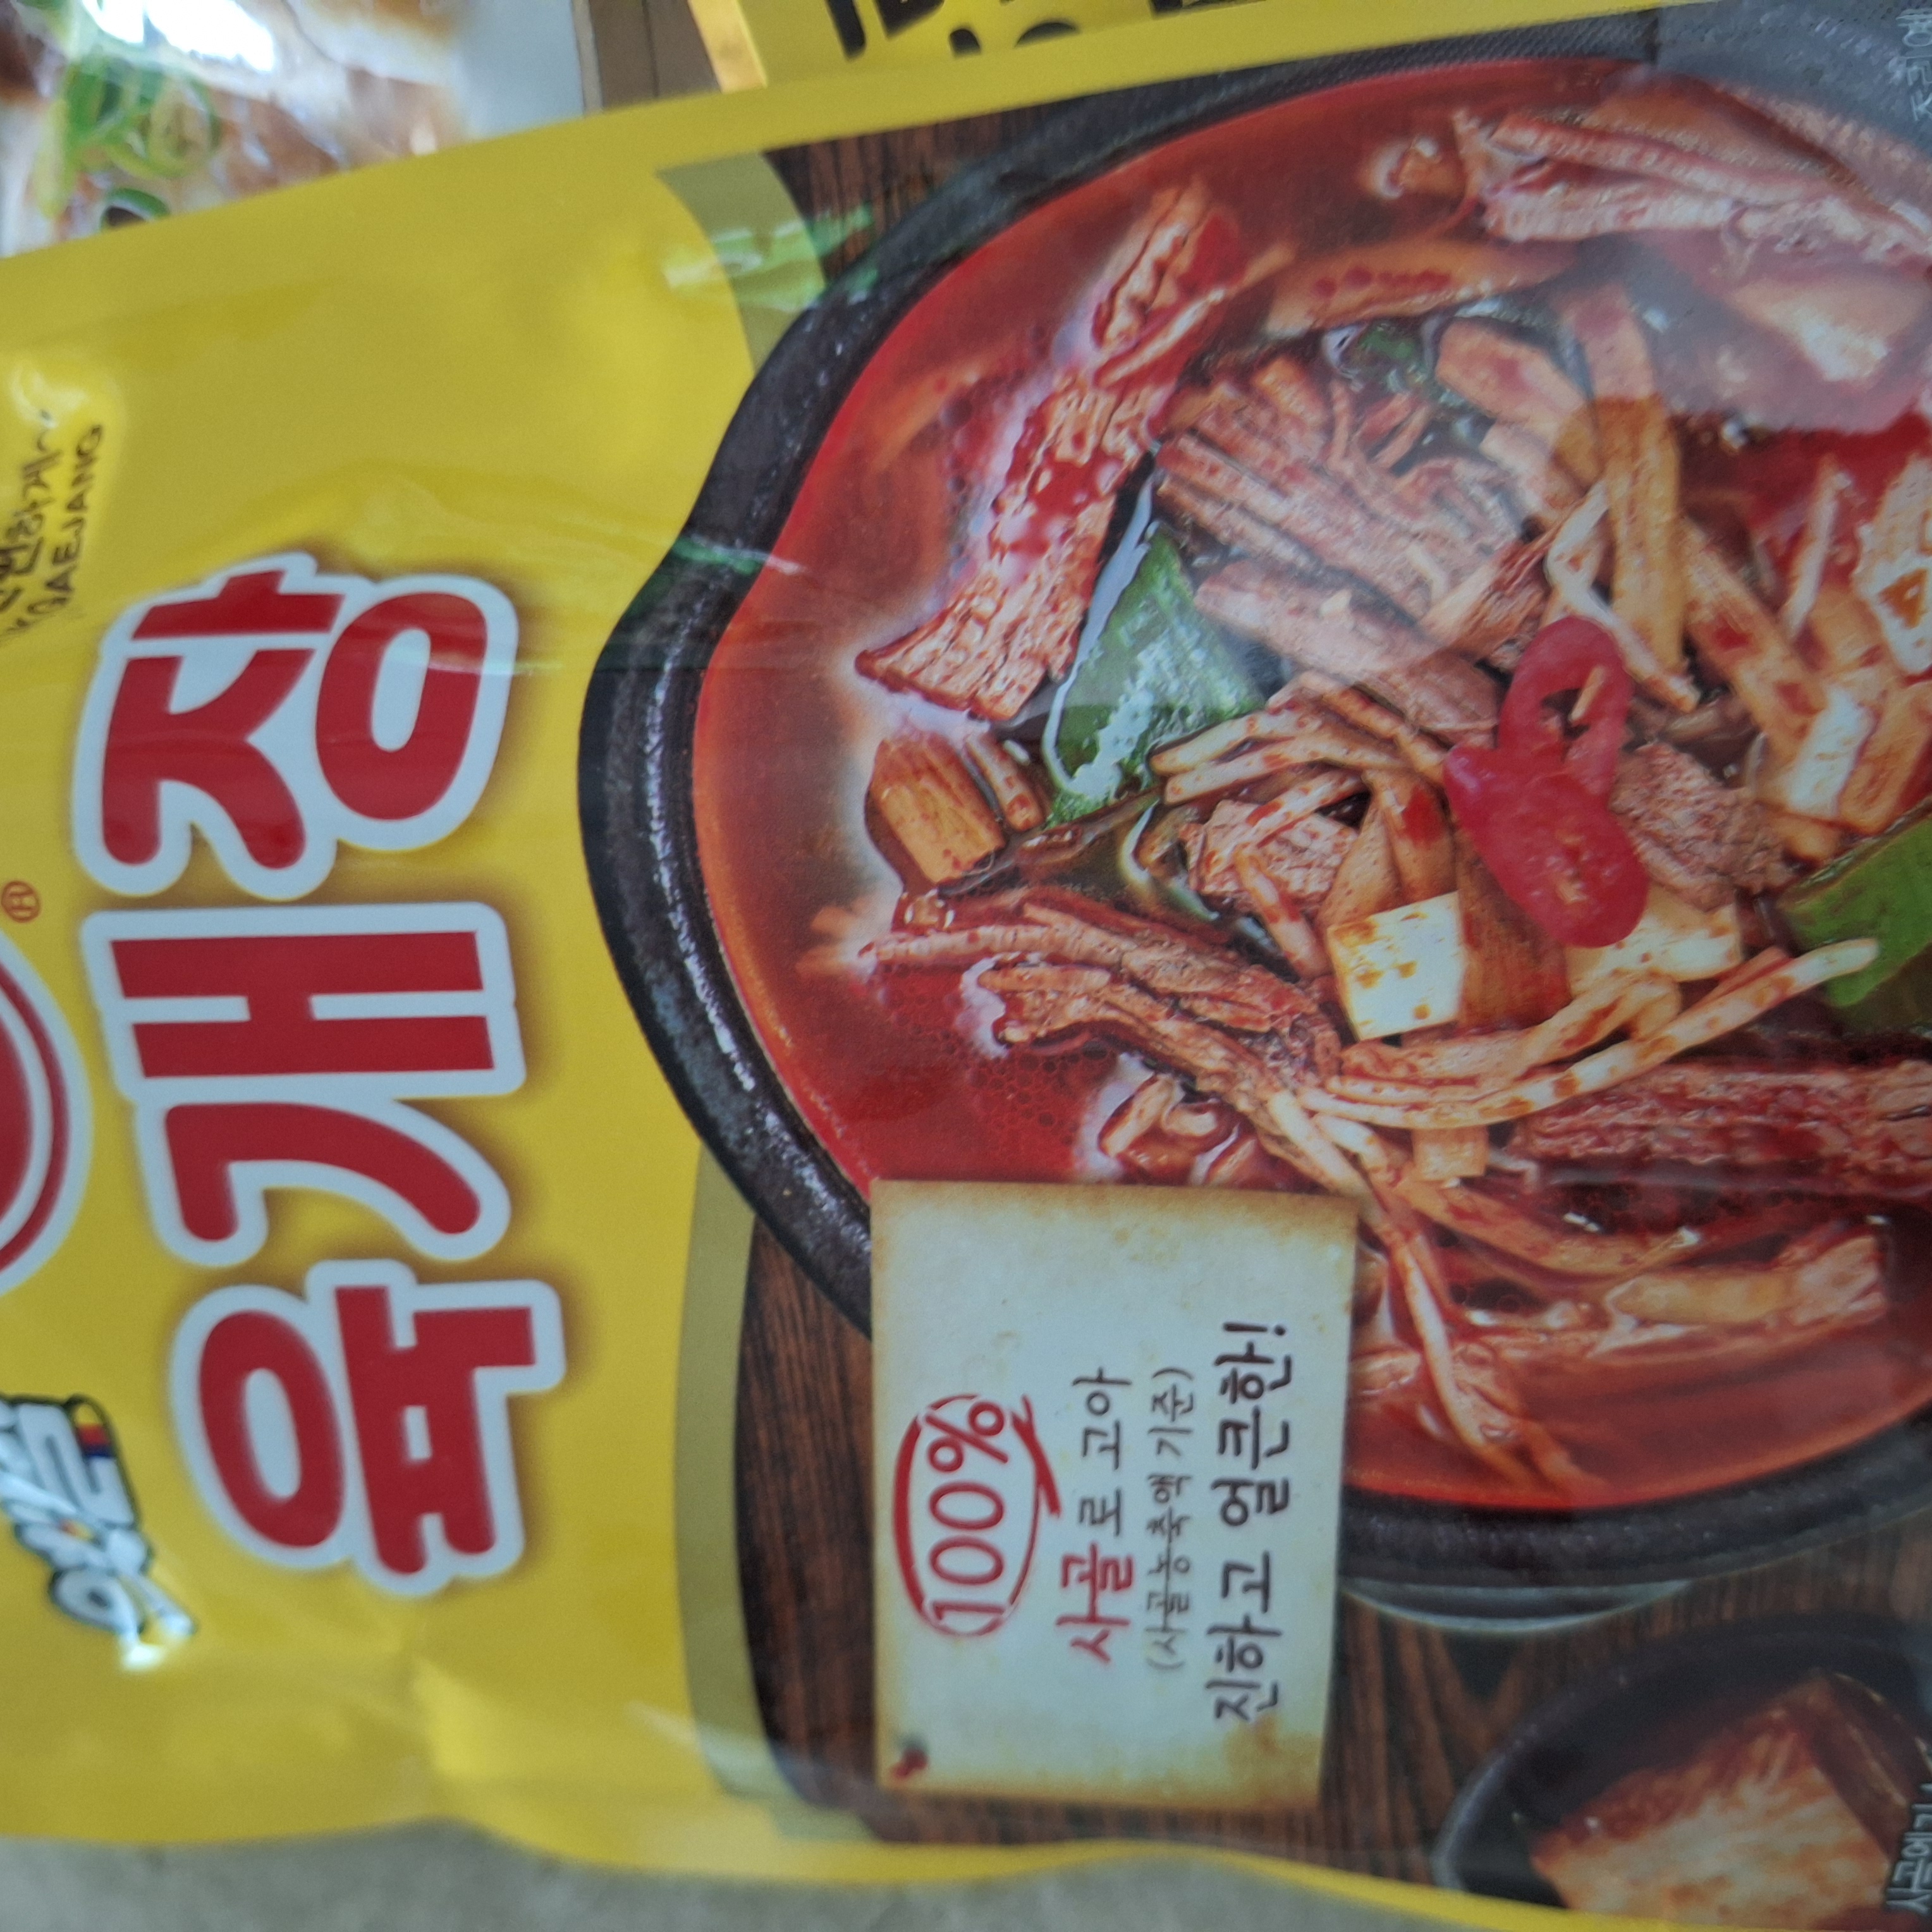 YUKGAEJANG
육개장
100%
사골로 고아
(사골농축액 기준)
진하고 얼큰한!